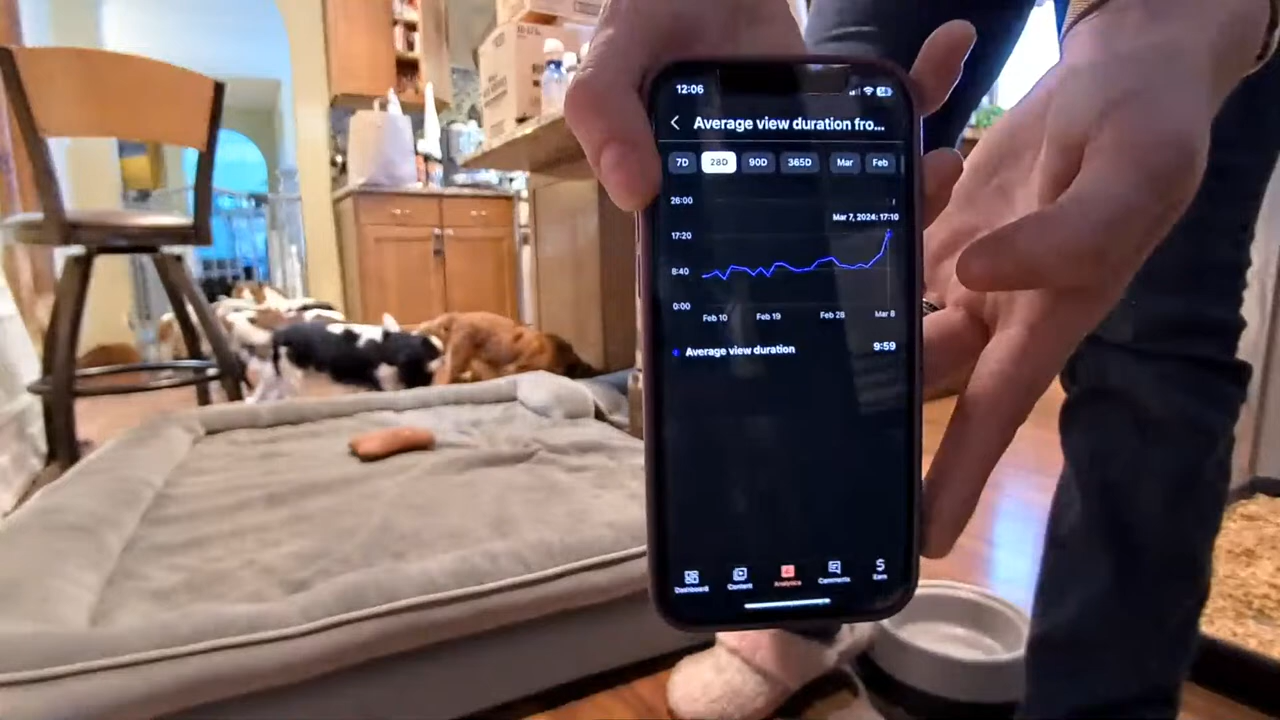 12:06
Average view duration fro...
7D 28D 90D 365D Mar Feb
26:00
Mar 7, 2024: 17:10
17:20
8:40
0:00
Feb 10 Feb 19 Feb 28 Mar 8
Average view duration 9:59
Dashboard Content Analytics Comments Earn